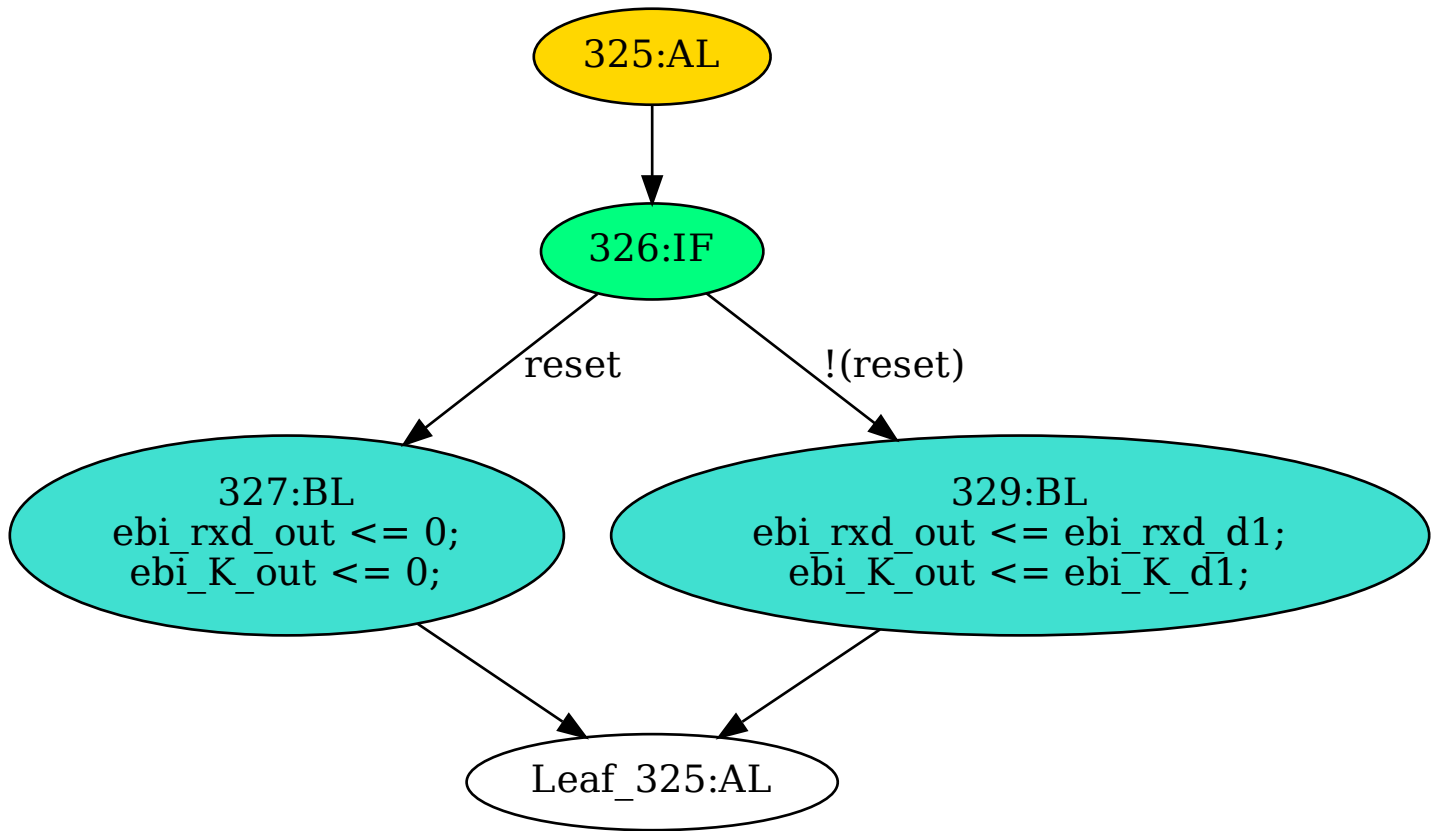 325:AL
326:IF
reset
!(reset)
327:BL
ebi_rxd_out <= 0;
ebi_K_out <= 0;
329:BL
ebi_rxd_out <= ebi_rxd_d1;
ebi_K_out <= ebi_K_d1;
Leaf_325:AL